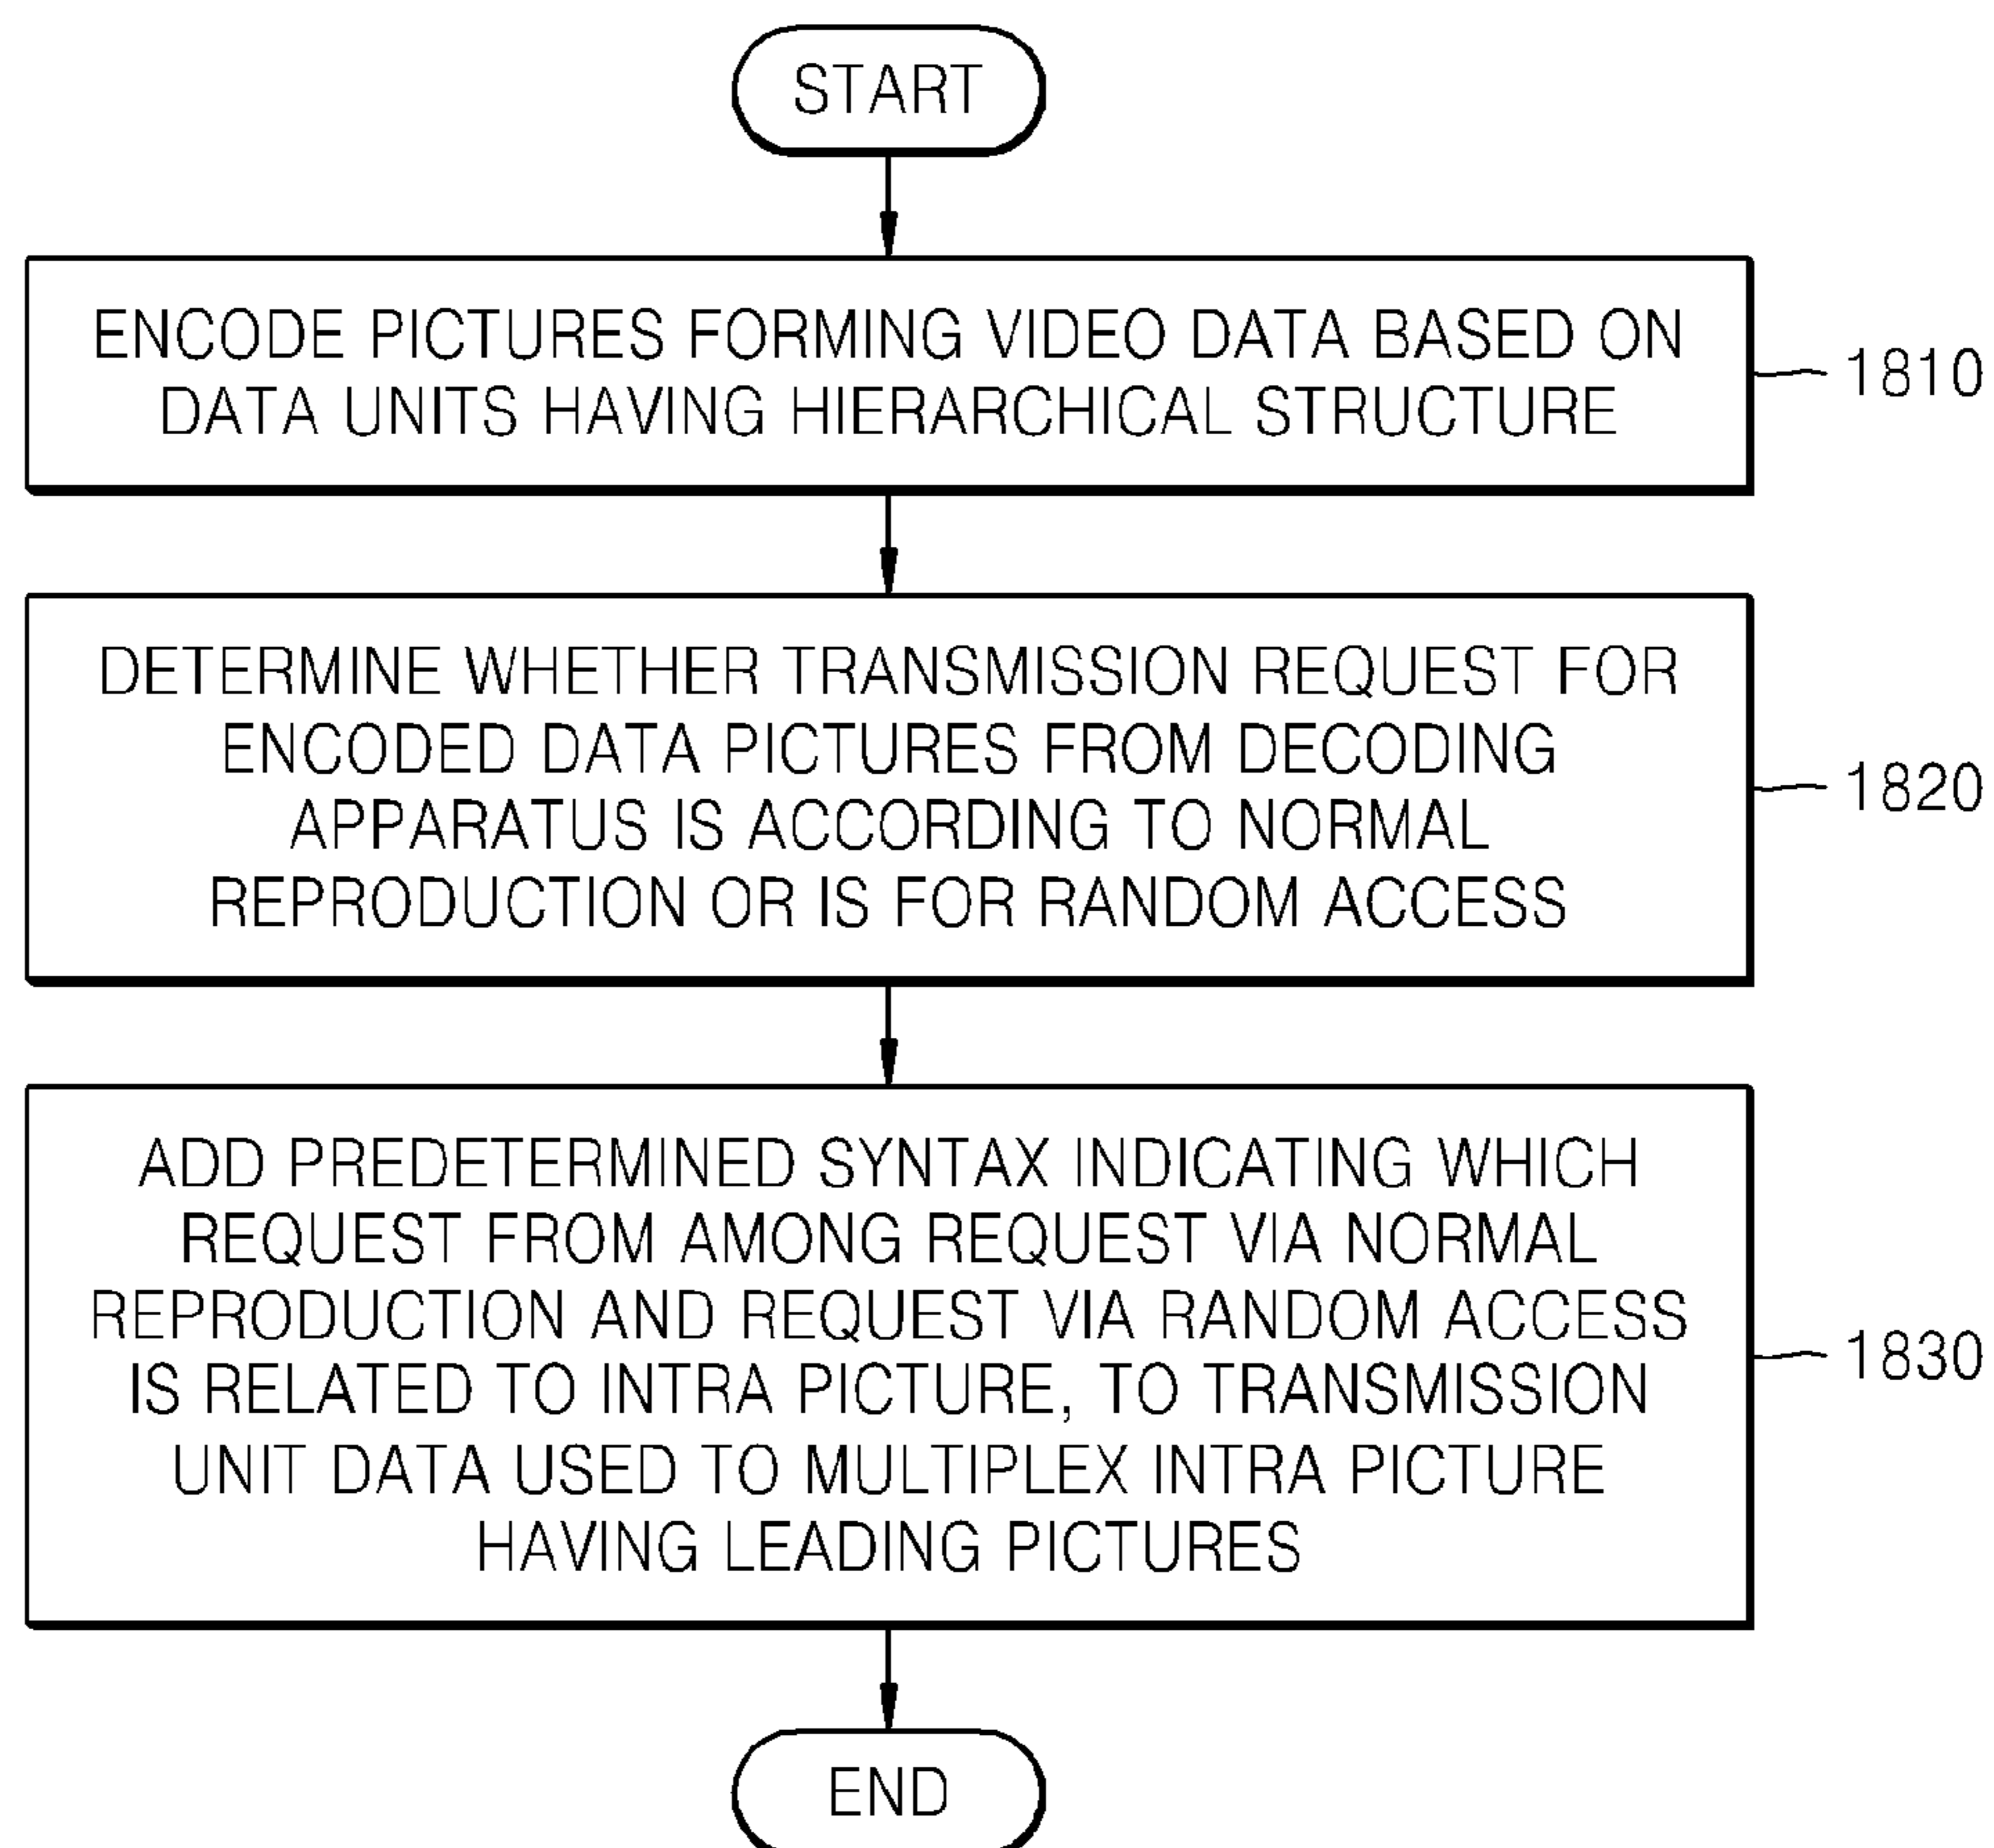 START
ENCODE PICTURES FORMING VIDEO DATA BASED ON
DATA UNITS HAVING HIERARCHICAL STRUCTURE
1810
DETERMINE WHETHER TRANSMISSION REQUEST FOR
ENCODED DATA PICTURES FROM DECODING
APPARATUS IS ACCORDING TO NORMAL
REPRODUCTION OR IS FOR RANDOM ACCESS
1820
ADD PREDETERMINED SYNTAX INDICATING WHICH
REQUEST FROM AMONG REQUEST VIA NORMAL
REPRODUCTION AND REQUEST VIA RANDOM ACCESS
IS RELATED TO INTRA PICTURE, TO TRANSMISSION
UNIT DATA USED TO MULTIPLEX INTRA PICTURE
HAVING LEADING PICTURES
1830
END